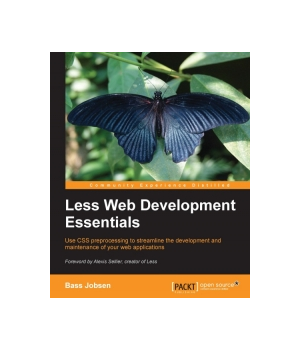 Community Experience Distilled
Less Web Development
Essentials
Use CSS preprocessing to streamline the development and
maintenance of your web applications
Foreword by Alexis Sellier, creator of Less
Bass Jobsen
[PACKT] open source
PUBLISHING